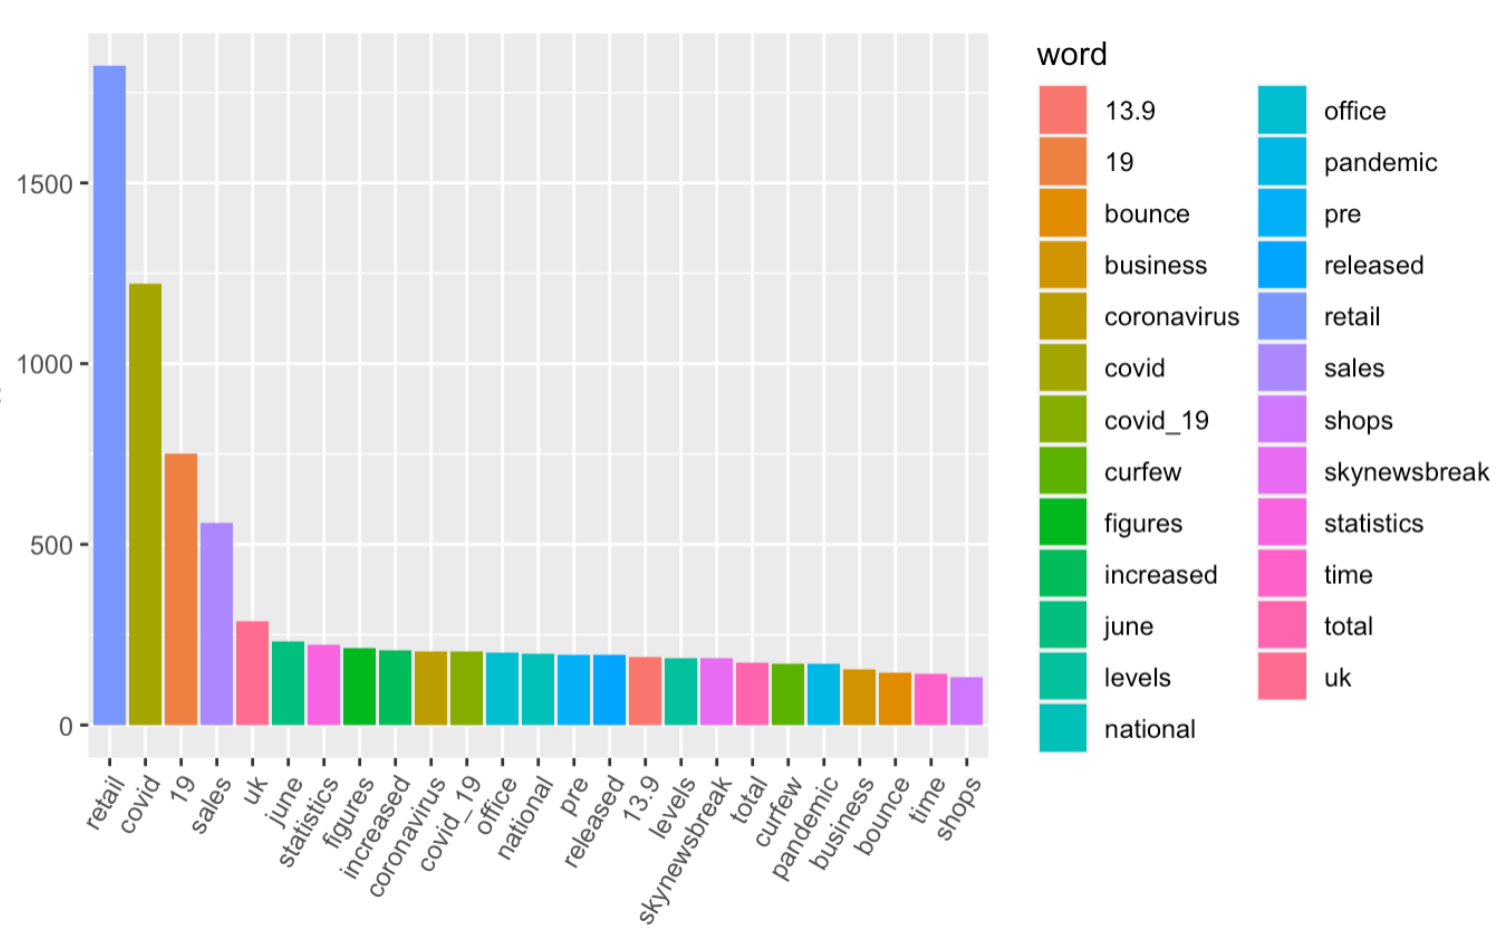 1500
1000
500
0
retail
covid
19
sales
uk
june
statistics
figures
increased
coronavirus
covid_19
office
national
pre
released
13.9
levels
skynewsbreak
total
curfew
pandemic
business
bounce
time
shops
word
13.9
19
bounce
business
coronavirus
covid
covid_19
curfew
figures
increased
june
levels
national
office
pandemic
pre
released
retail
sales
shops
skynewsbreak
statistics
time
total
uk